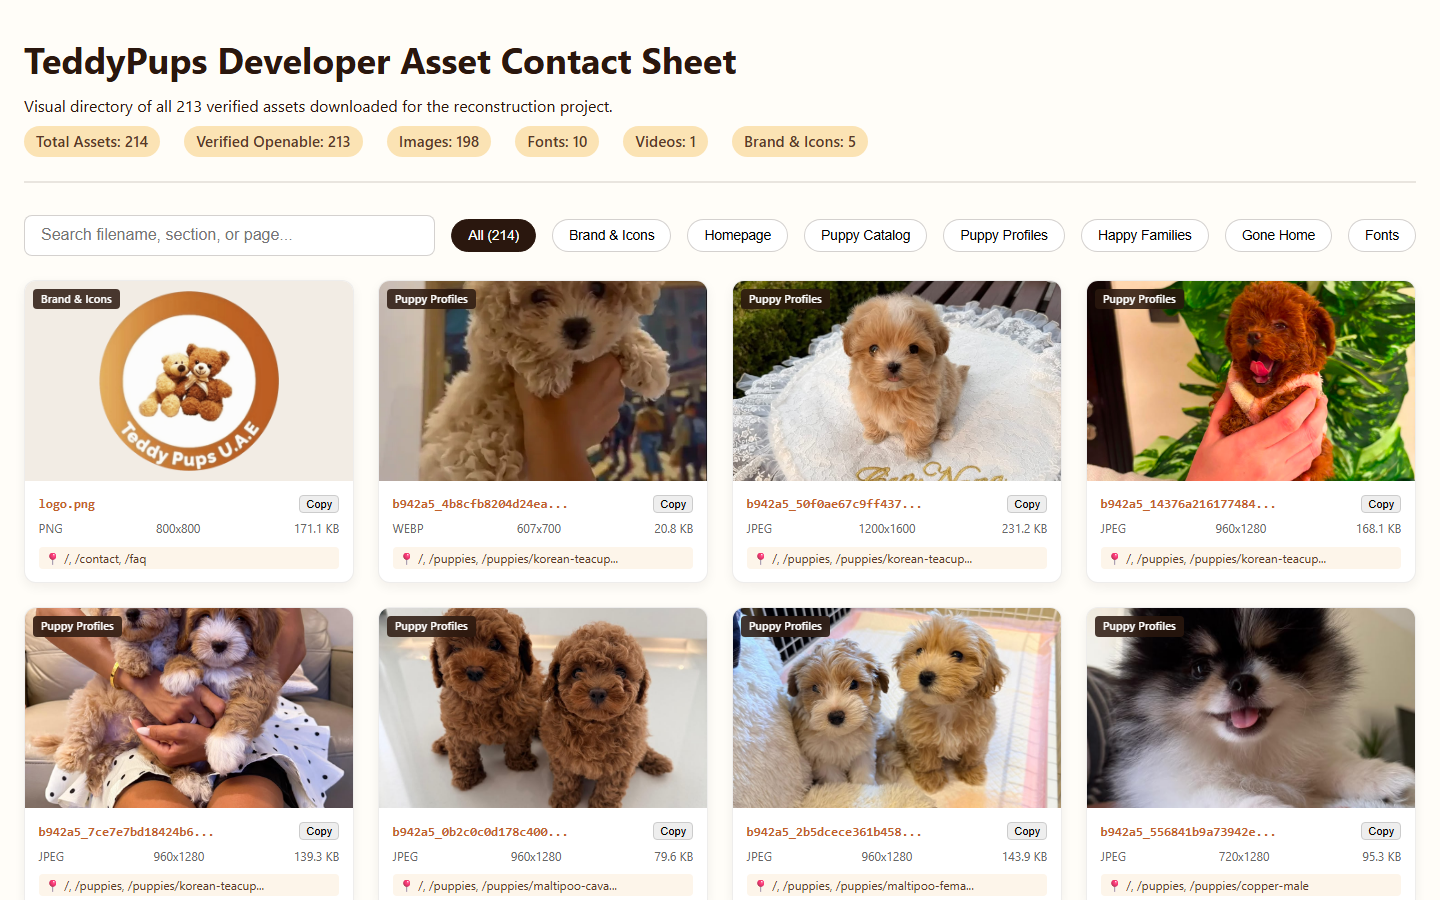 TeddyPups Developer Asset Contact Sheet
Visual directory of all 213 verified assets downloaded for the reconstruction project.
Total Assets: 214 Verified Openable: 213 Images: 198 Fonts: 10 Videos: 1 Brand & Icons: 5
Search filename, section, or page... All (214) Brand & Icons Homepage Puppy Catalog Puppy Profiles Happy Families Gone Home Fonts
Brand & Icons Puppy Profiles Puppy Profiles Puppy Profiles
Teddy Pups U.A.E
logo.png Copy b942a5_4b8cfb8204d24ea... Copy b942a5_50f0ae67c9ff437... Copy b942a5_14376a216177484... Copy
PNG 800x800 171.1 KB WEBP 607x700 20.8 KB JPEG 1200x1600 231.2 KB JPEG 960x1280 168.1 KB
/, /contact, /faq /, /puppies, /puppies/korean-teacup... /, /puppies, /puppies/korean-teacup... /, /puppies, /puppies/korean-teacup...
Puppy Profiles Puppy Profiles Puppy Profiles Puppy Profiles
b942a5_7ce7e7bd18424b6... Copy b942a5_0b2c0c0d178c400... Copy b942a5_2b5dcece361b458... Copy b942a5_556841b9a73942e... Copy
JPEG 960x1280 139.3 KB JPEG 960x1280 79.6 KB JPEG 960x1280 143.9 KB JPEG 720x1280 95.3 KB
/, /puppies, /puppies/korean-teacup... /, /puppies, /puppies/maltipoo-cava... /, /puppies, /puppies/maltipoo-fema... /, /puppies, /puppies/copper-male